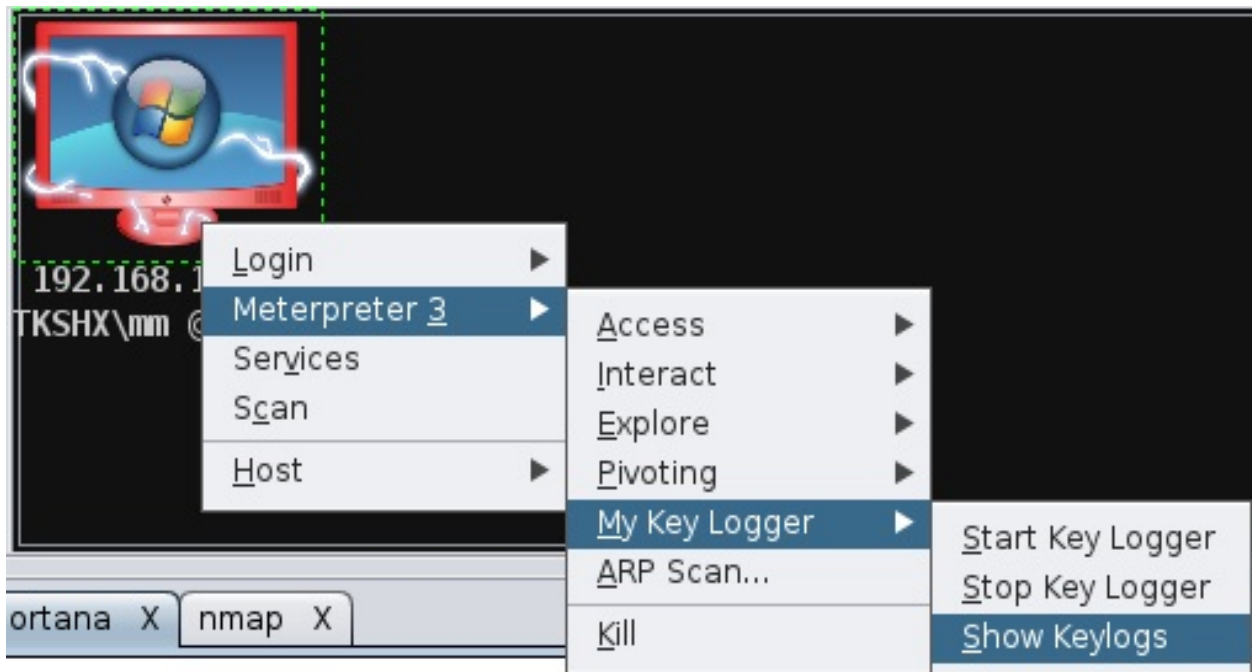 192.168.1
TKSHX\mm @
Login
Meterpreter 3
Services
Scan
Host
Access
Interact
Explore
Pivoting
My Key Logger
ARP Scan...
Kill
Start Key Logger
Stop Key Logger
Show Keylogs
ortana X
nmap X